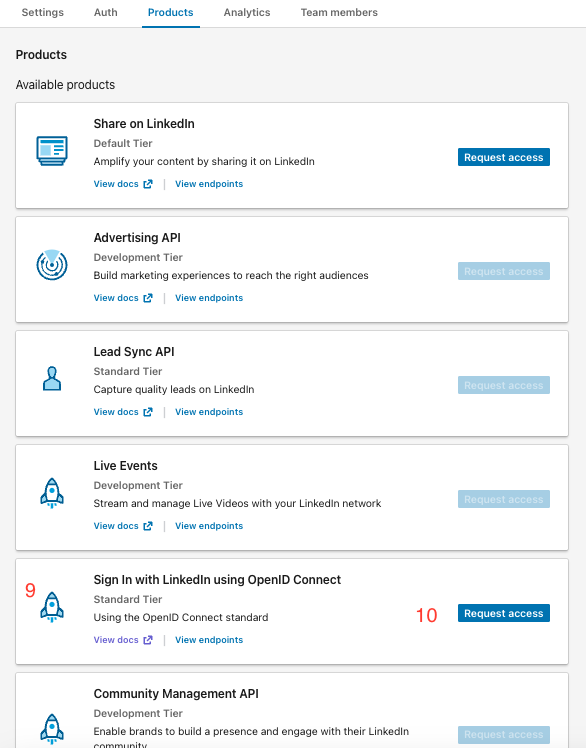 Settings Auth Products Analytics Team members
Products
Available products
Share on LinkedIn
Default Tier
Amplify your content by sharing it on LinkedIn
View docs | View endpoints
Request access
Advertising API
Development Tier
Build marketing experiences to reach the right audiences
View docs | View endpoints
Request access
Lead Sync API
Standard Tier
Capture quality leads on LinkedIn
View docs | View endpoints
Request access
Live Events
Development Tier
Stream and manage Live Videos with your LinkedIn network
View docs | View endpoints
Request access
9
Sign In with LinkedIn using OpenID Connect
Standard Tier
Using the OpenID Connect standard
View docs | View endpoints
10
Request access
Community Management API
Development Tier
Enable brands to build a presence and engage with their LinkedIn
community.
Request access